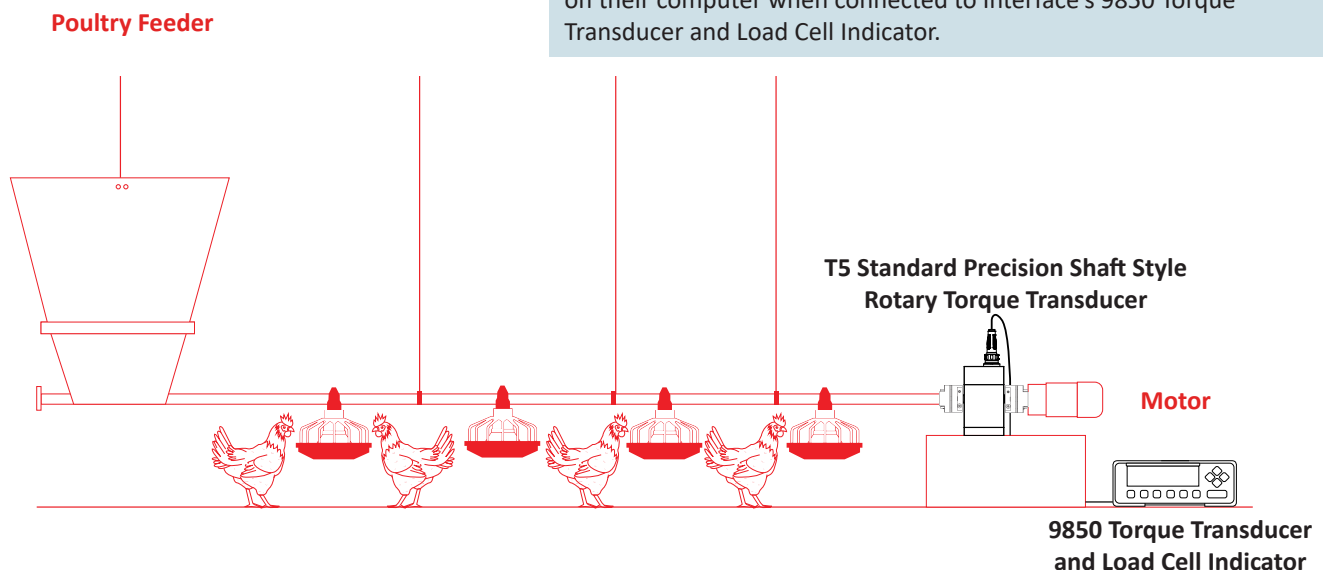 Poultry Feeder
on their computer when connected to Interface's 9850 Torque
Transducer and Load Cell Indicator.
T5 Standard Precision Shaft Style
Rotary Torque Transducer
Motor
9850 Torque Transducer
and Load Cell Indicator